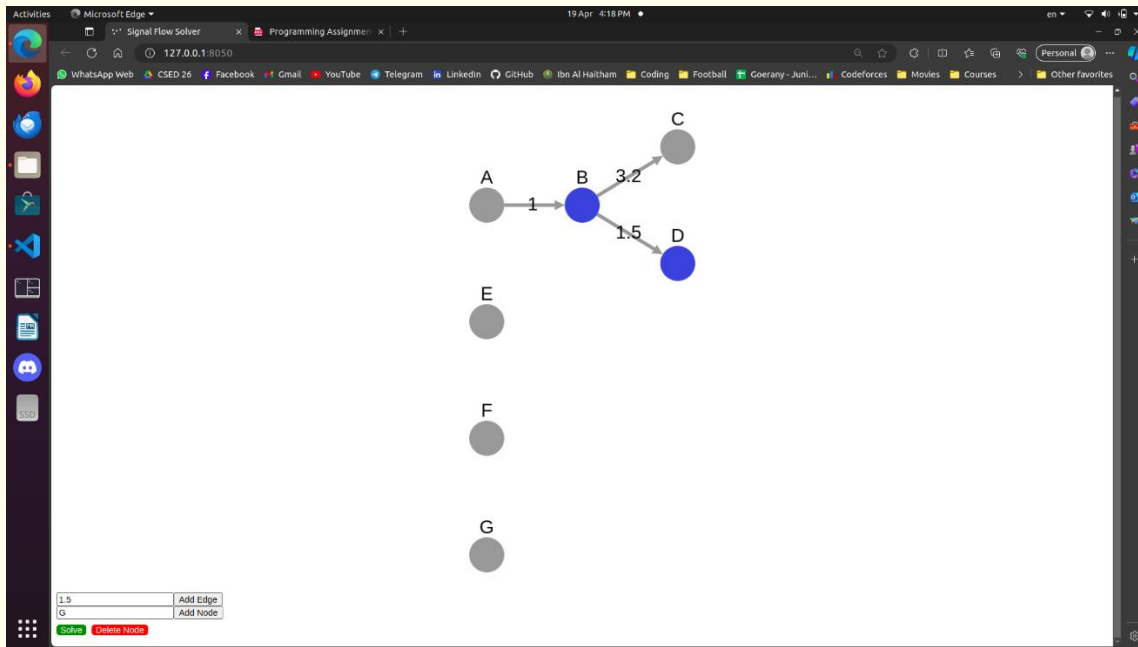 Activities Microsoft Edge 19 Apr 4:18 PM en
Signal Flow Solver Programming Assignmen
127.0.0.1:8050 Personal
WhatsApp Web CSED 26 Facebook Gmail YouTube Telegram LinkedIn GitHub Ibn Al Haitham Coding Football Goerany - Juni... Codeforces Movies Courses Other favorites
C
A B 3.2
1
1.5 D
E
F
G
1.5 Add Edge
G Add Node
Solve Delete Node
SSD